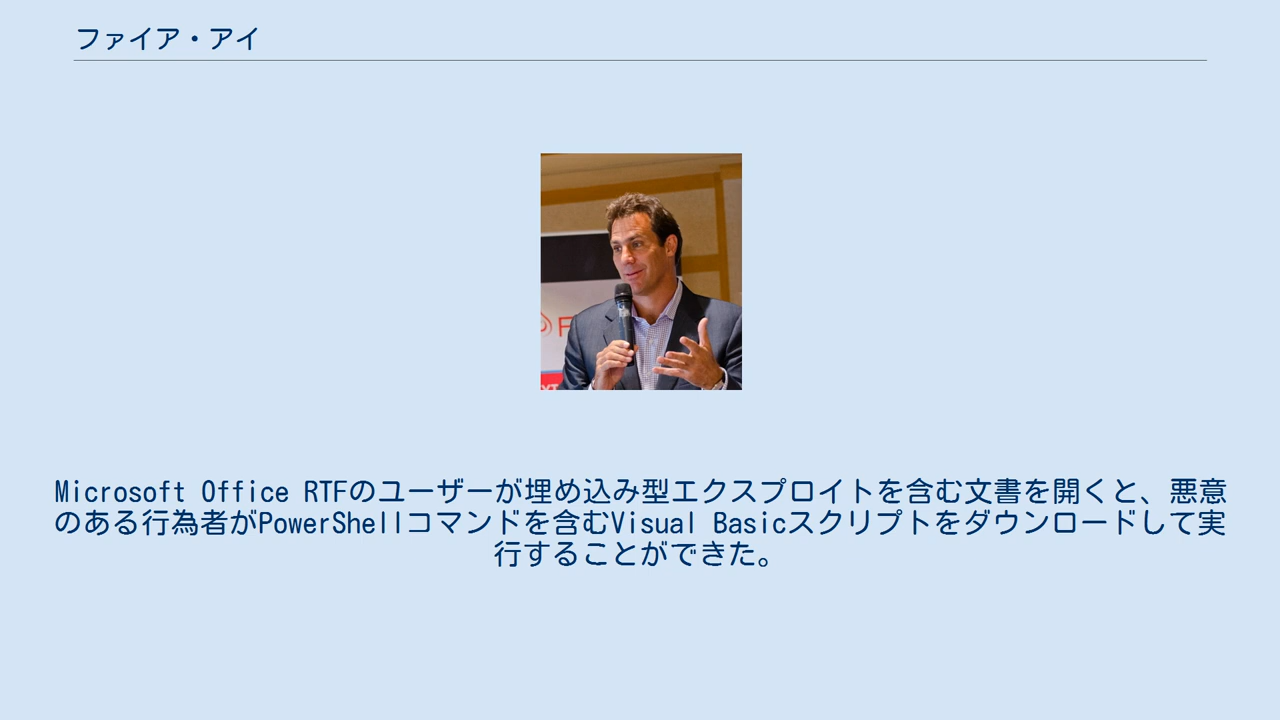 ファイア・アイ
F
XT
Microsoft Office RTFのユーザーが埋め込み型エクスプロイトを含む文書を開くと、悪意
のある行為者がPowerShellコマンドを含むVisual Basicスクリプトをダウンロードして実
行することができた。